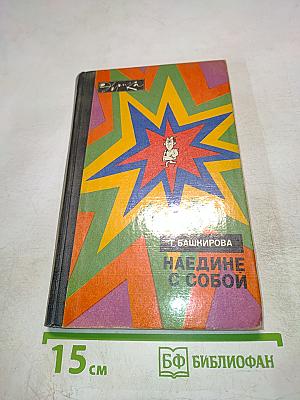 Г. БАШКИРОВА
НАЕДИНЕ
С СОБОЙ
15 см
БФ БИБЛИОФАН